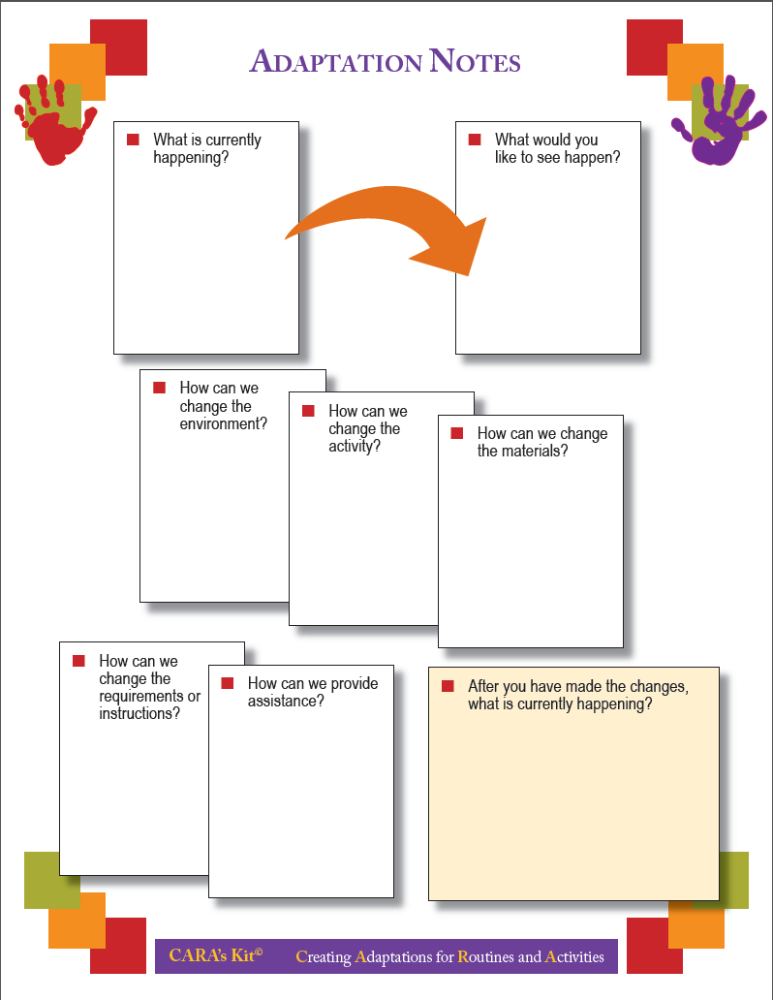 ADAPTATION NOTES
What is currently
happening?
What would you
like to see happen?
How can we
change the
environment?
How can we
change the
activity?
How can we change
the materials?
How can we
change the
requirements or
instructions?
How can we provide
assistance?
After you have made the changes,
what is currently happening?
CARA's Kit© Creating Adaptations for Routines and Activities